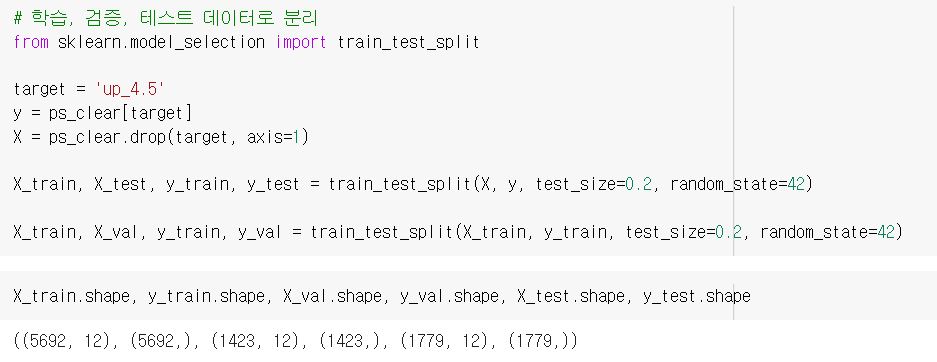 # 학습, 검증, 테스트 데이터로 분리
from sklearn.model_selection import train_test_split
target = 'up_4.5'
y = ps_clear[target]
X = ps_clear.drop(target, axis=1)
X_train, X_test, y_train, y_test = train_test_split(X, y, test_size=0.2, random_state=42)
X_train, X_val, y_train, y_val = train_test_split(X_train, y_train, test_size=0.2, random_state=42)
X_train.shape, y_train.shape, X_val.shape, y_val.shape, X_test.shape, y_test.shape
((5692, 12), (5692,), (1423, 12), (1423,), (1779, 12), (1779,))